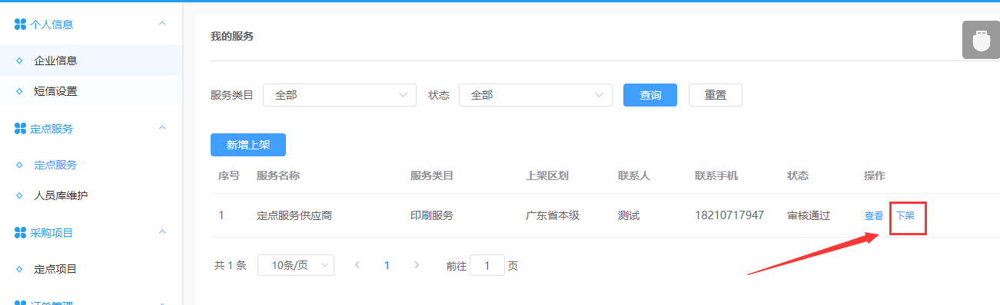 个人信息
企业信息
短信设置
定点服务
定点服务
人员库维护
采购项目
定点项目
我的服务
服务类目 全部 状态 全部 查询 重置
新增上架
序号 服务名称 服务类目 上架区划 联系人 联系手机 状态 操作
1 定点服务供应商 印刷服务 广东省本级 测试 18210717947 审核通过 查看 下架
共 1 条 10条/页 1 前往 1 页